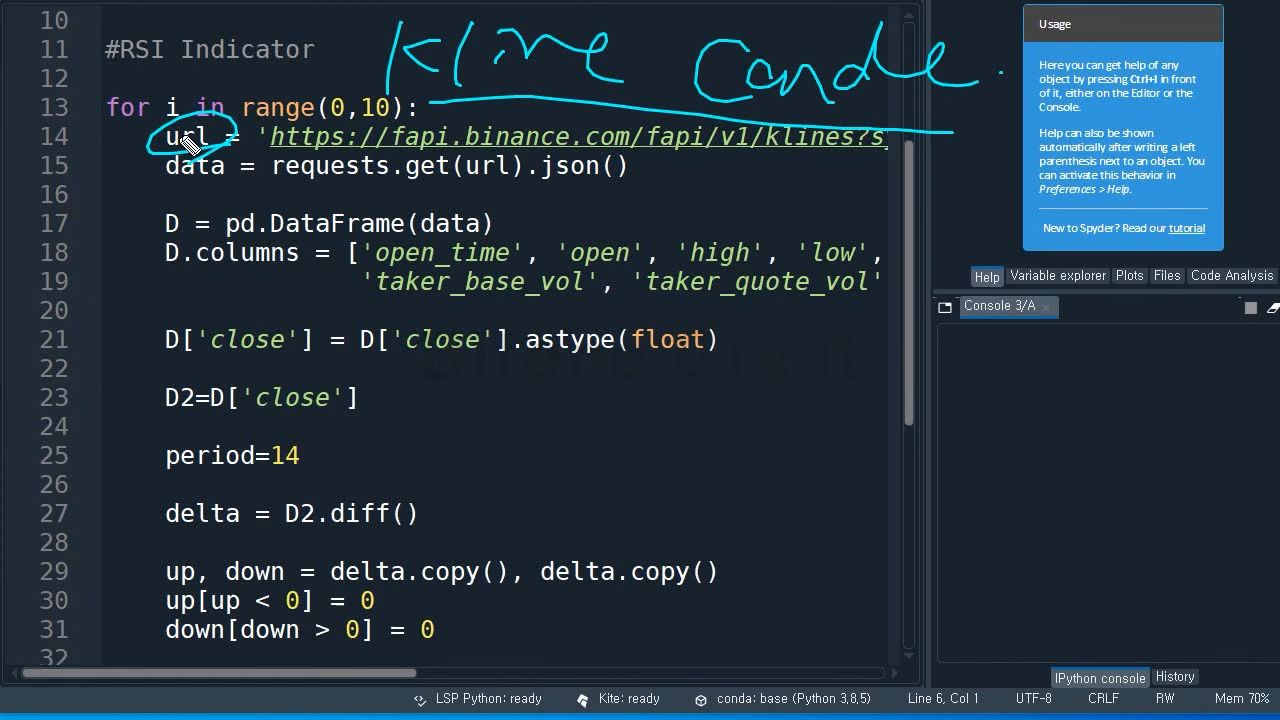 Kline Candle.
10
11 #RSI Indicator
12
13 for i in range(0,10):
14 url = 'https://fapi.binance.com/fapi/v1/klines?s
15 data = requests.get(url).json()
16
17 D = pd.DataFrame(data)
18 D.columns = ['open_time', 'open', 'high', 'low',
19 'taker_base_vol', 'taker_quote_vol'
20
21 D['close'] = D['close'].astype(float)
22
23 D2=D['close']
24
25 period=14
26
27 delta = D2.diff()
28
29 up, down = delta.copy(), delta.copy()
30 up[up < 0] = 0
31 down[down > 0] = 0
32
Usage
Here you can get help of any
object by pressing Ctrl+I in front
of it, either on the Editor or the
Console.
Help can also be shown
automatically after writing a left
parenthesis next to an object. You
can activate this behavior in
Preferences > Help.
New to Spyder? Read our tutorial
Help Variable explorer Plots Files Code Analysis
Console 3/A
BitOne Great
IPython console History
LSP Python: ready Kite: ready conda: base (Python 3,8,5) Line 6, Col 1 UTF-8 CRLF RW Mem 70%